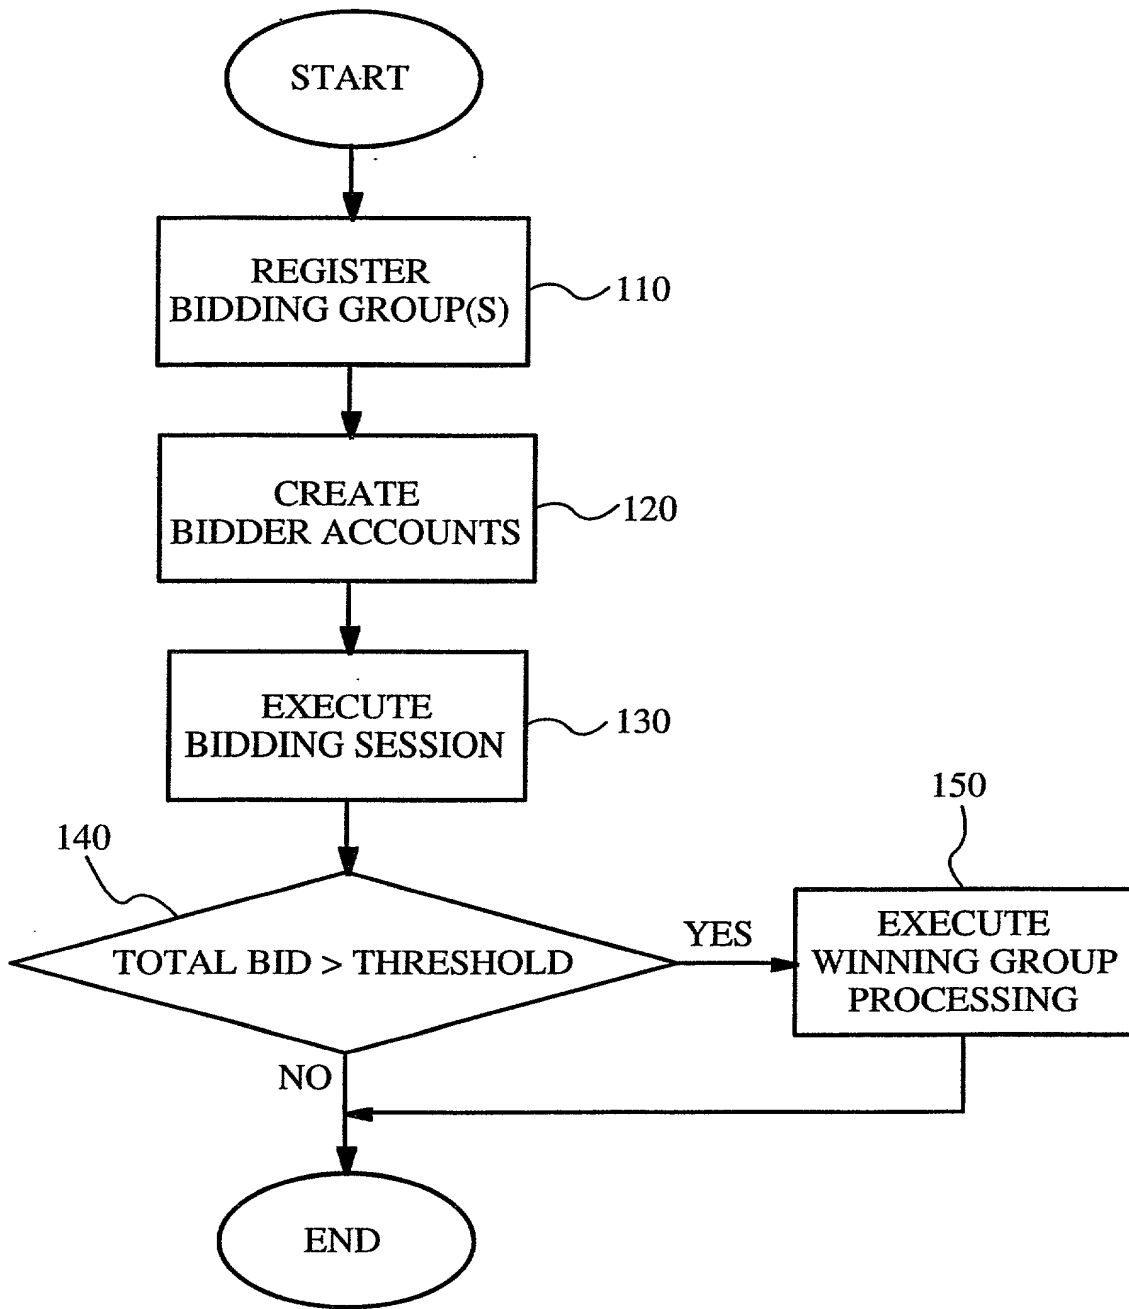 START
REGISTER
BIDDING GROUP(S)
110
CREATE
BIDDER ACCOUNTS
120
EXECUTE
BIDDING SESSION
130
140
TOTAL BID > THRESHOLD
YES
150
EXECUTE
WINNING GROUP
PROCESSING
NO
END